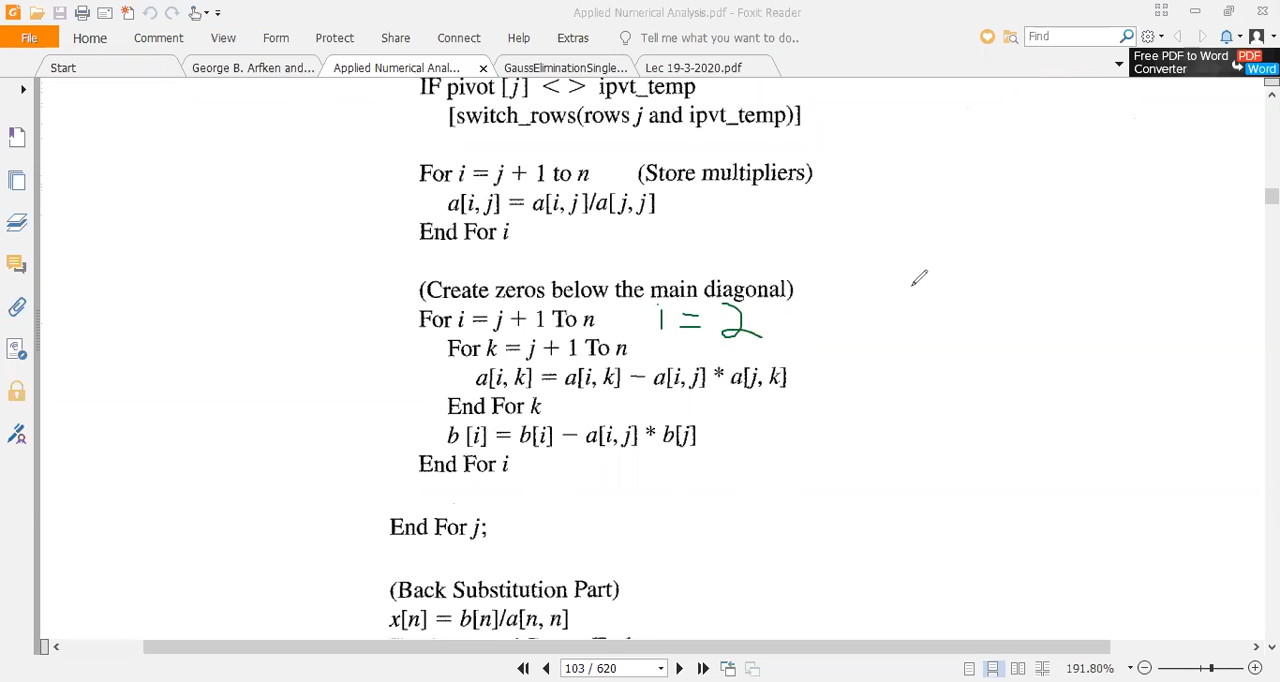 Applied Numerical Analysis.pdf - Foxit Reader
File Home Comment View Form Protect Share Connect Help Extras Tell me what you want to do.. Find
Start George B. Arfken and... Applied Numerical Anal... × GaussElimtationSingle... Lec 19-3-2020.pdf
Free PDF to Word Converter PDF Word
IF pivot [j] < > ipvt_temp
[switch_rows(rows j and ipvt_temp)]
For i = j + 1 to n (Store multipliers)
a[i, j] = a[i, j]/a[j, j]
End For i
(Create zeros below the main diagonal)
For i = j + 1 To n i = 2
For k = j + 1 To n
a[i, k] = a[i, k] − a[i, j] * a[j, k]
End For k
b [i] = b[i] − a[i, j] * b[j]
End For i
End For j;
(Back Substitution Part)
x[n] = b[n]/a[n, n]
103 / 620 191.80%